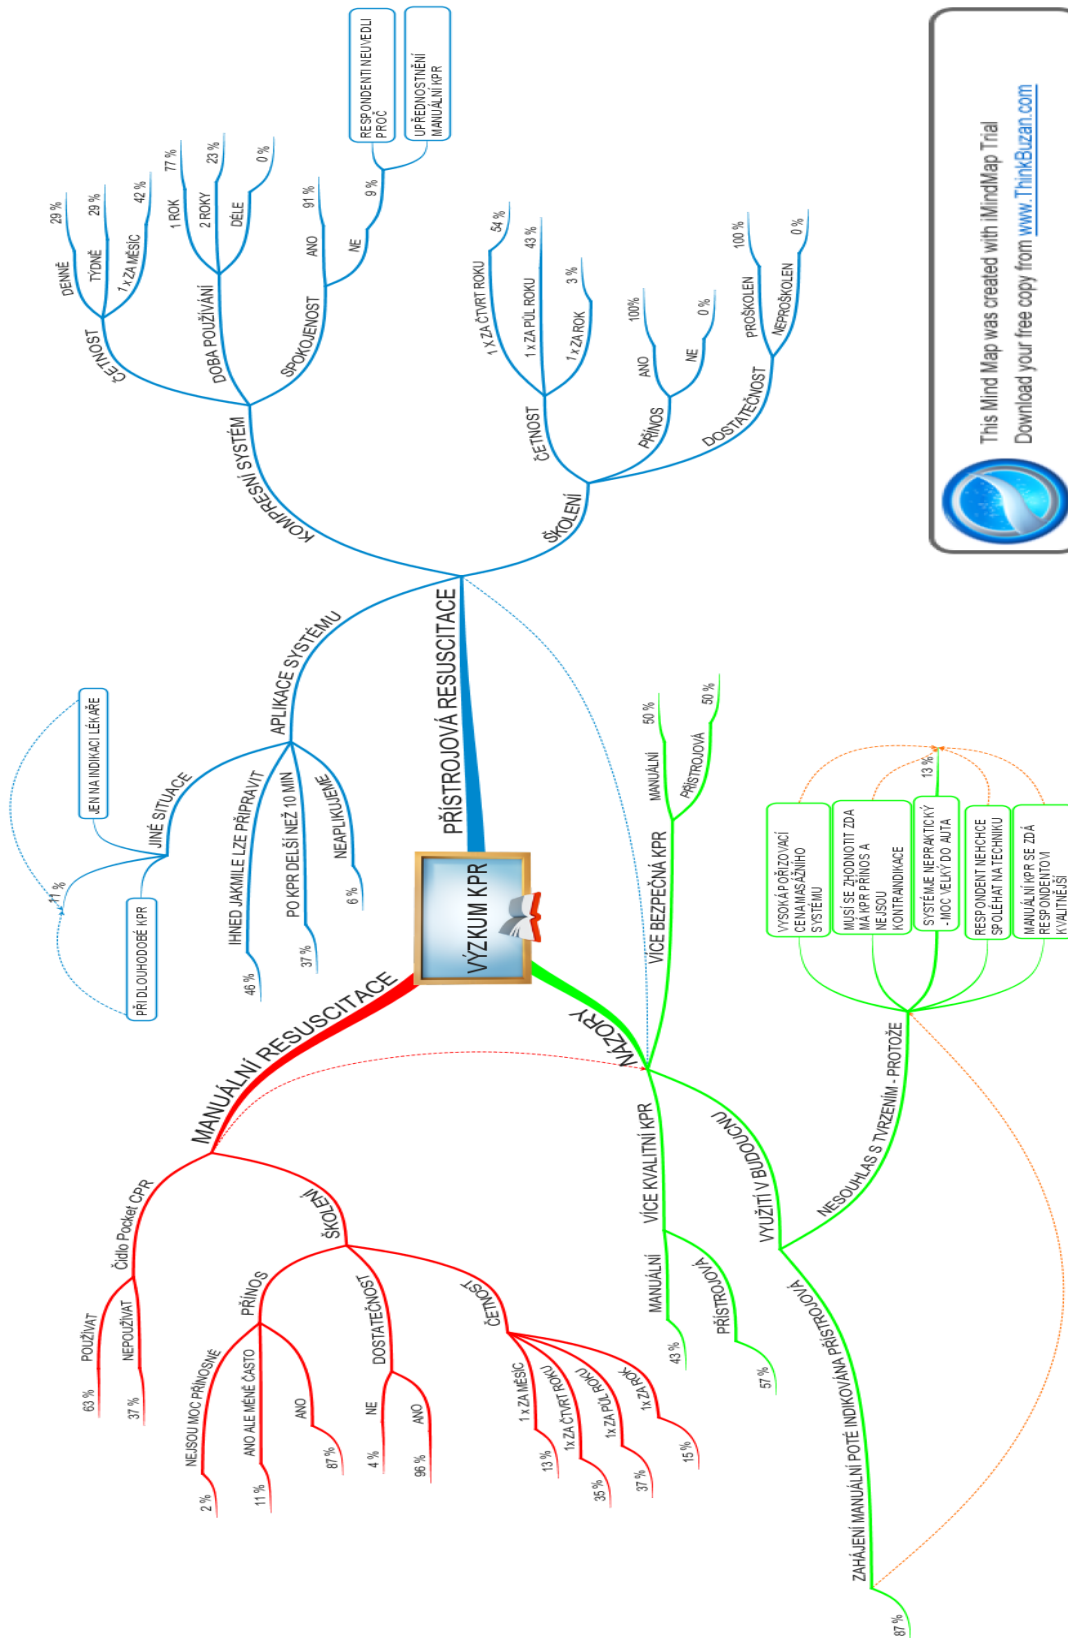 VÝZKUM KPR
PŘÍSTROJOVÁ RESUSCITACE
KOMPRESNÍ SYSTÉM
ČETNOST
DENNĚ
29 %
TÝDNĚ
29 %
1 x ZA MĚSÍC
42 %
DOBA POUŽÍVÁNÍ
1 ROK
77 %
2 ROKY
23 %
DÉLE
0 %
SPOKOJENOST
ANO
91 %
NE
9 %
RESPONDENTI NEUVEDLI
PROČ
UPŘEDNOSTNĚNÍ
MANUÁLNÍ KPR
ŠKOLENÍ
ČETNOST
1 x ZA ČTVRT ROKU
54 %
1 x ZA PŮL ROKU
43 %
1 x ZA ROK
3 %
PŘÍNOS
ANO
100%
NE
0 %
DOSTATEČNOST
PROŠKOLEN
100 %
NEPROŠKOLEN
0 %
APLIKACE SYSTÉMU
JINÉ SITUACE
JEN NA INDIKACI LÉKAŘE
11 %
PŘI DLOUHODOBÉ KPR
IHNED JAKMILE LZE PŘIPRAVIT
46 %
PO KPR DELŠÍ NEŽ 10 MIN
37 %
NEAPLIKUJEME
6 %
MANUÁLNÍ RESUSCITACE
Čidlo Pocket CPR
POUŽÍVAT
63 %
NEPOUŽÍVAT
37 %
ŠKOLENÍ
PŘÍNOS
NEJSOU MOC PŘÍNOSNÉ
2 %
ANO ALE MÉNĚ ČASTO
11 %
ANO
87 %
DOSTATEČNOST
NE
4 %
ANO
96 %
ČETNOST
1 x ZA MĚSÍC
13 %
1x ZA ČTVRT ROKU
35 %
1x ZA PŮL ROKU
37 %
1x ZA ROK
15 %
NÁZORY
VÍCE BEZPEČNÁ KPR
MANUÁLNÍ
50 %
PŘÍSTROJOVÁ
50 %
VÍCE KVALITNÍ KPR
MANUÁLNÍ
43 %
PŘÍSTROJOVÁ
57 %
VYUŽITÍ V BUDOUCNU
NESOUHLAS S TVRZENÍM - PROTOŽE
VYSOKÁ POŘIZOVACÍ
CENA MASÁŽNÍHO
SYSTÉMU
MUSÍ SE ZHODNOTIT ZDA
MÁ KPR PŘÍNOS A
NEJSOU
KONTRAINDIKACE
SYSTÉM JE NEPRAKTICKÝ
- MOC VELKÝ DO AUTA
13 %
RESPONDENT NEHCHCE
SPOLÉHAT NA TECHNIKU
MANUÁLNÍ KPR SE ZDÁ
RESPONDENTOVI
KVALITNĚJŠÍ
ZAHÁJENÍ MANUÁLNÍ POTÉ INDIKOVÁNA PŘÍSTROJOVÁ
87 %
This Mind Map was created with iMindMap Trial
Download your free copy from www.ThinkBuzan.com